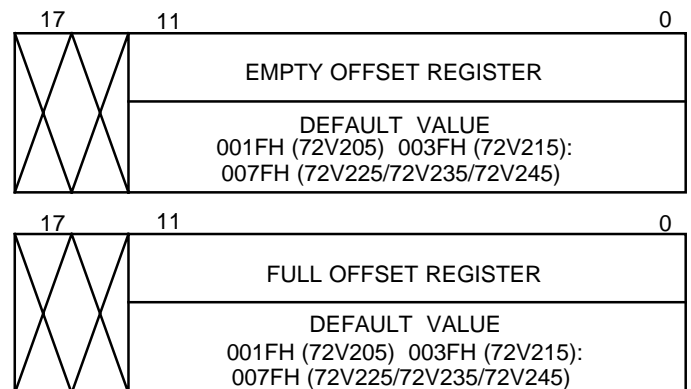 17 11 0
EMPTY OFFSET REGISTER
DEFAULT VALUE
001FH (72V205) 003FH (72V215):
007FH (72V225/72V235/72V245)
17 11 0
FULL OFFSET REGISTER
DEFAULT VALUE
001FH (72V205) 003FH (72V215):
007FH (72V225/72V235/72V245)